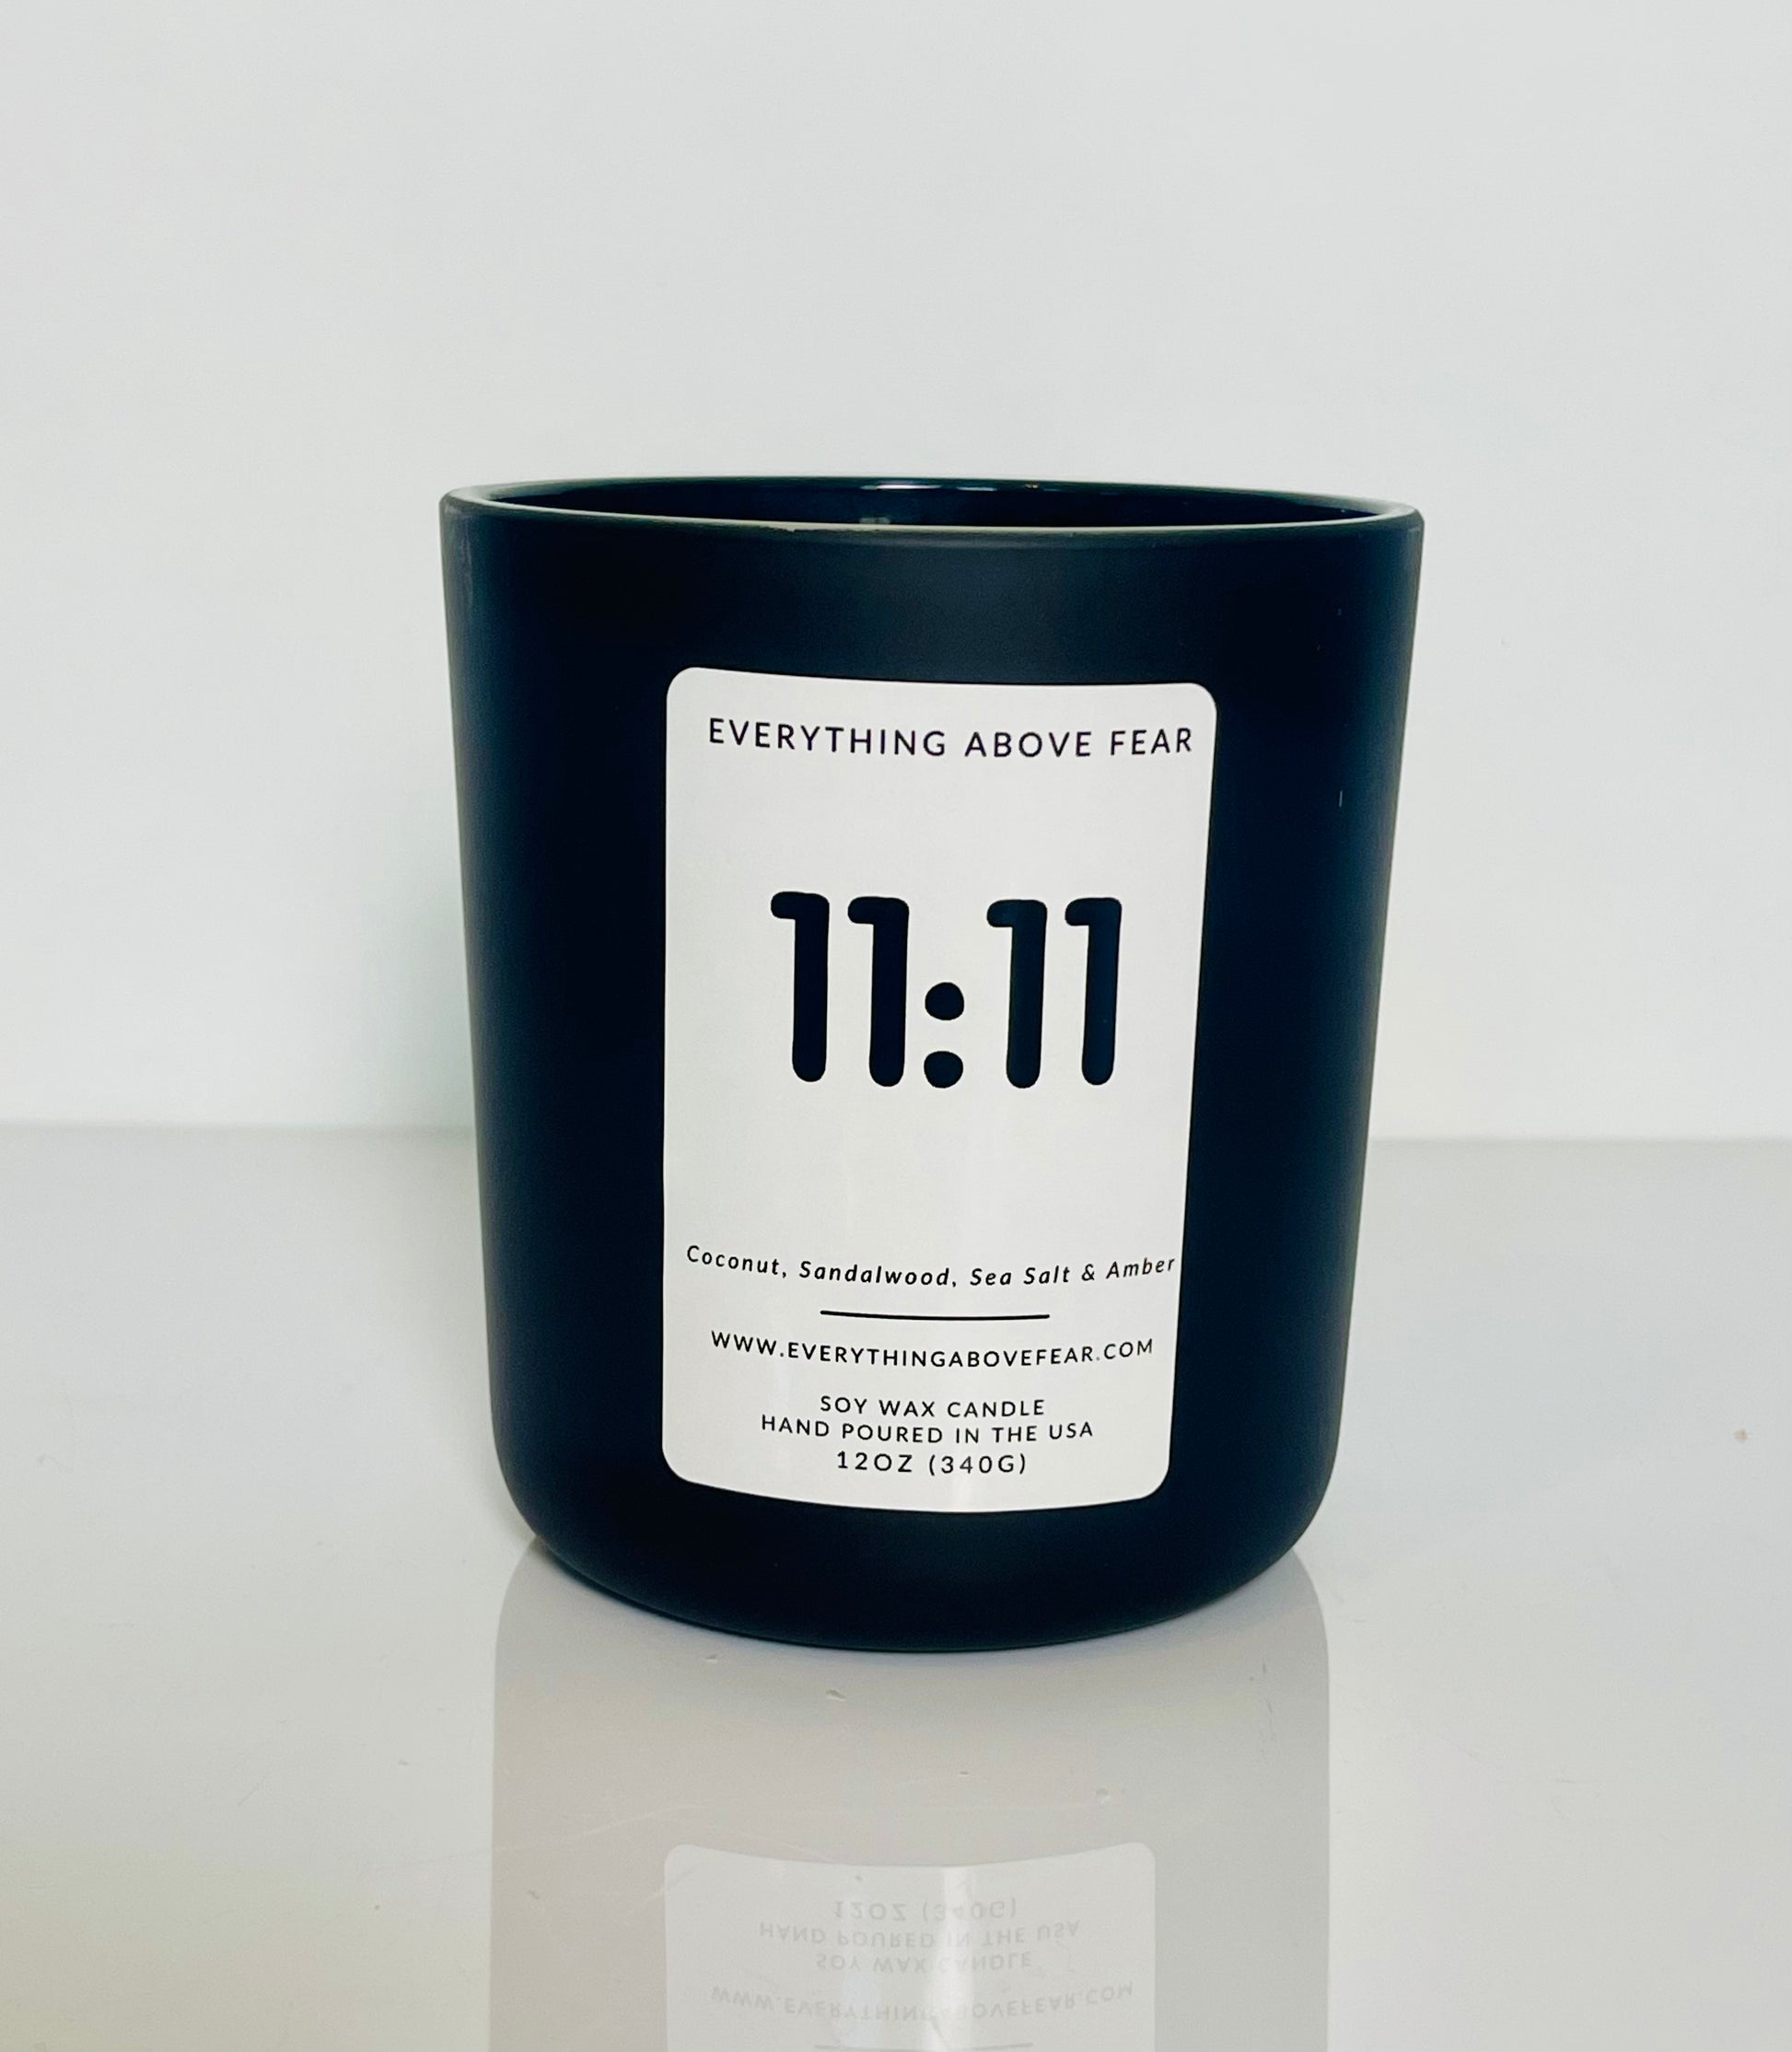 EVERYTHING ABOVE FEAR
11:11
Coconut, Sandalwood, Sea Salt & Amber
WWW.EVERYTHINGABOVEFEAR.COM
SOY WAX CANDLE
HAND POURED IN THE USA
12OZ (340G)